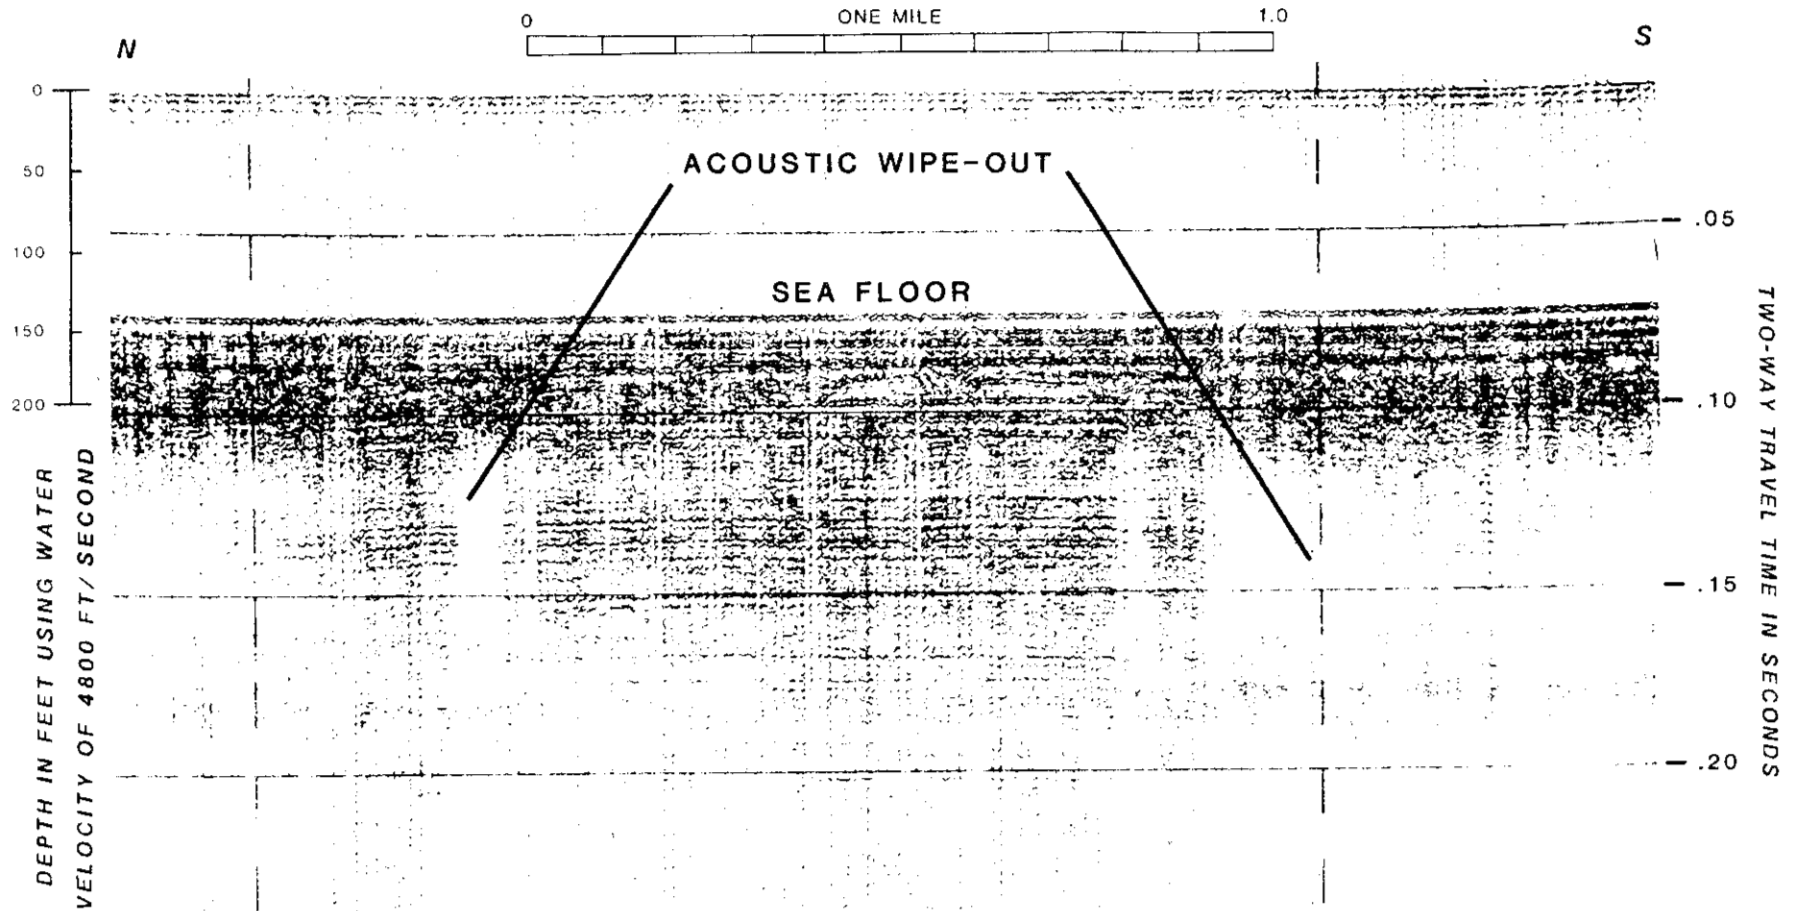 0 ONE MILE 1.0
N S
0
50
100
150
200
ACOUSTIC WIPE-OUT
SEA FLOOR
.05
.10
.15
.20
DEPTH IN FEET USING WATER
VELOCITY OF 4800 FT/SECOND
TWO-WAY TRAVEL TIME IN SECONDS